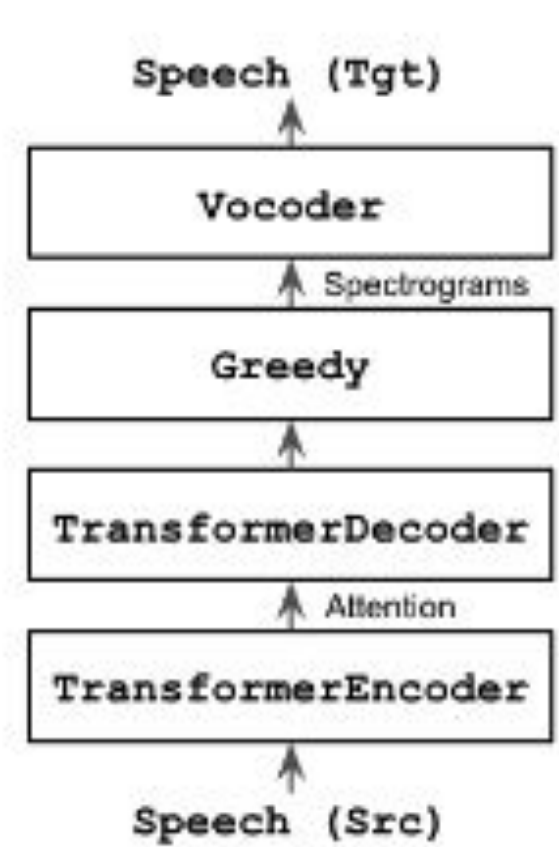 Speech (Tgt)
Vocoder
Spectrograms
Greedy
TransformerDecoder
Attention
TransformerEncoder
Speech (Src)